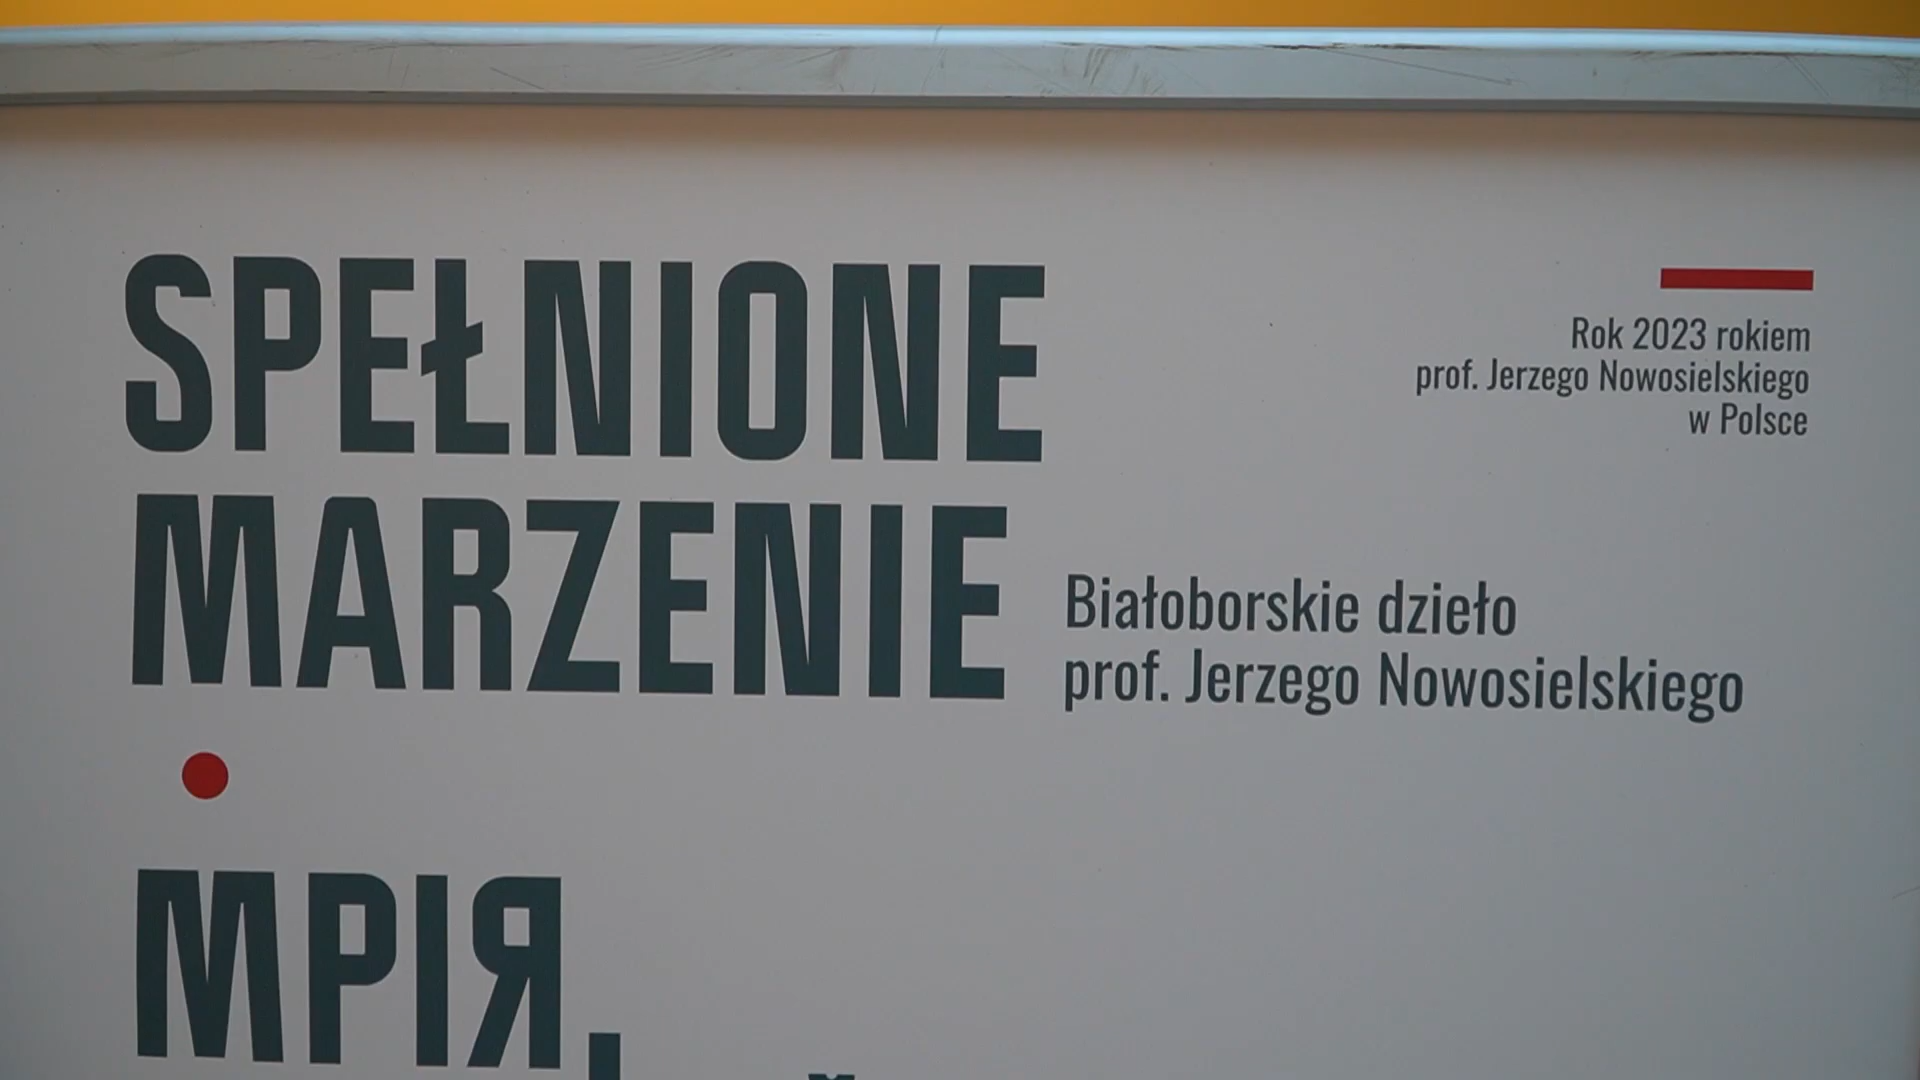 SPEŁNIONE
MARZENIE
Rok 2023 rokiem
prof. Jerzego Nowosielskiego
w Polsce
Białoborskie dzieło
prof. Jerzego Nowosielskiego
МРІЯ,